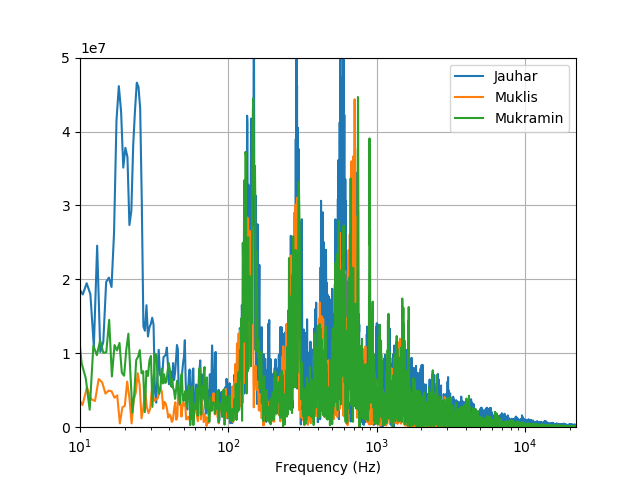 1e7
5
4
3
2
1
0
Jauhar
Muklis
Mukramin
10¹ 10² 10³ 10⁴
Frequency (Hz)